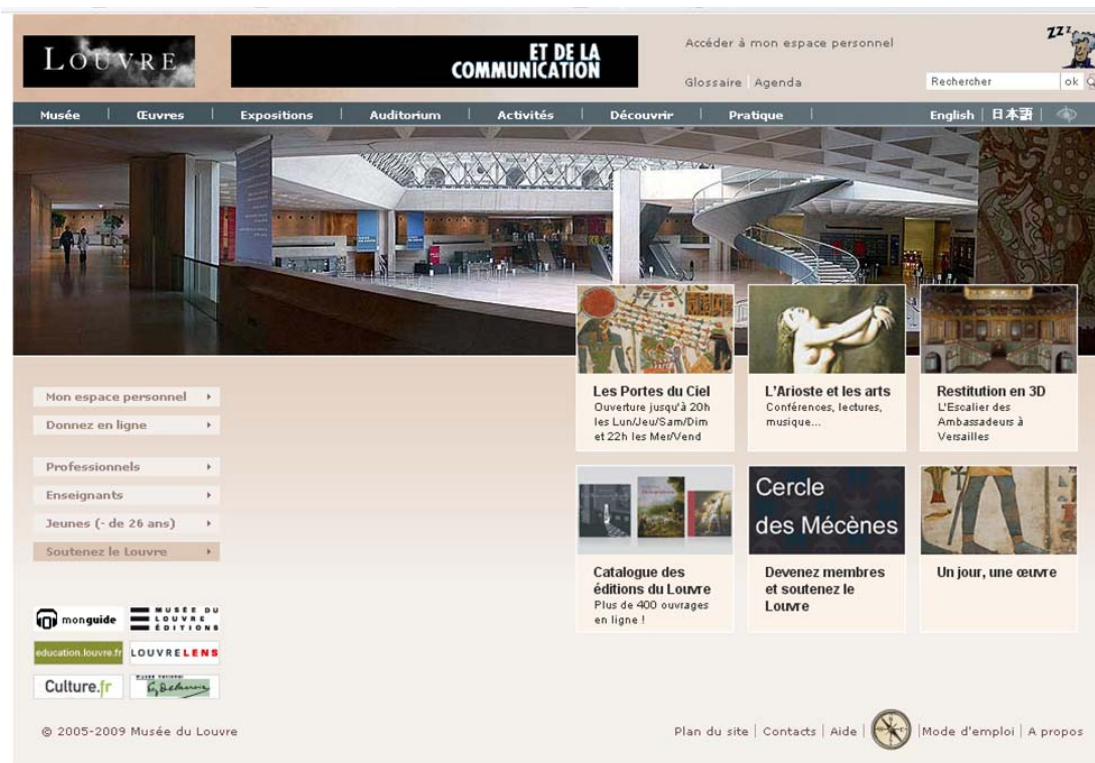 LOUVRE
ET DE LA
COMMUNICATION
Accéder à mon espace personnel
Glossaire | Agenda
ZZZ
Rechercher ok
Musée | Œuvres | Expositions | Auditorium | Activités | Découvrir | Pratique | English | 日本語 |
Les Portes du Ciel
Ouverture jusqu'à 20h
les Lun/Jeu/Sam/Dim
et 22h les Mer/Vend
L'Arioste et les arts
Conférences, lectures,
musique...
Restitution en 3D
L'Escalier des
Ambassadeurs à
Versailles
Mon espace personnel
Donnez en ligne
Professionnels
Enseignants
Jeunes (- de 26 ans)
Soutenez le Louvre
Catalogue des
éditions du Louvre
Plus de 400 ouvrages
en ligne !
Cercle
des Mécènes
Devenez membres
et soutenez le
Louvre
Un jour, une œuvre
monguide
MUSÉE DU
LOUVRE
ÉDITIONS
education.louvre.fr
LOUVRELENS
Culture.fr
© 2005-2009 Musée du Louvre
Plan du site | Contacts | Aide | Mode d'emploi | A propos